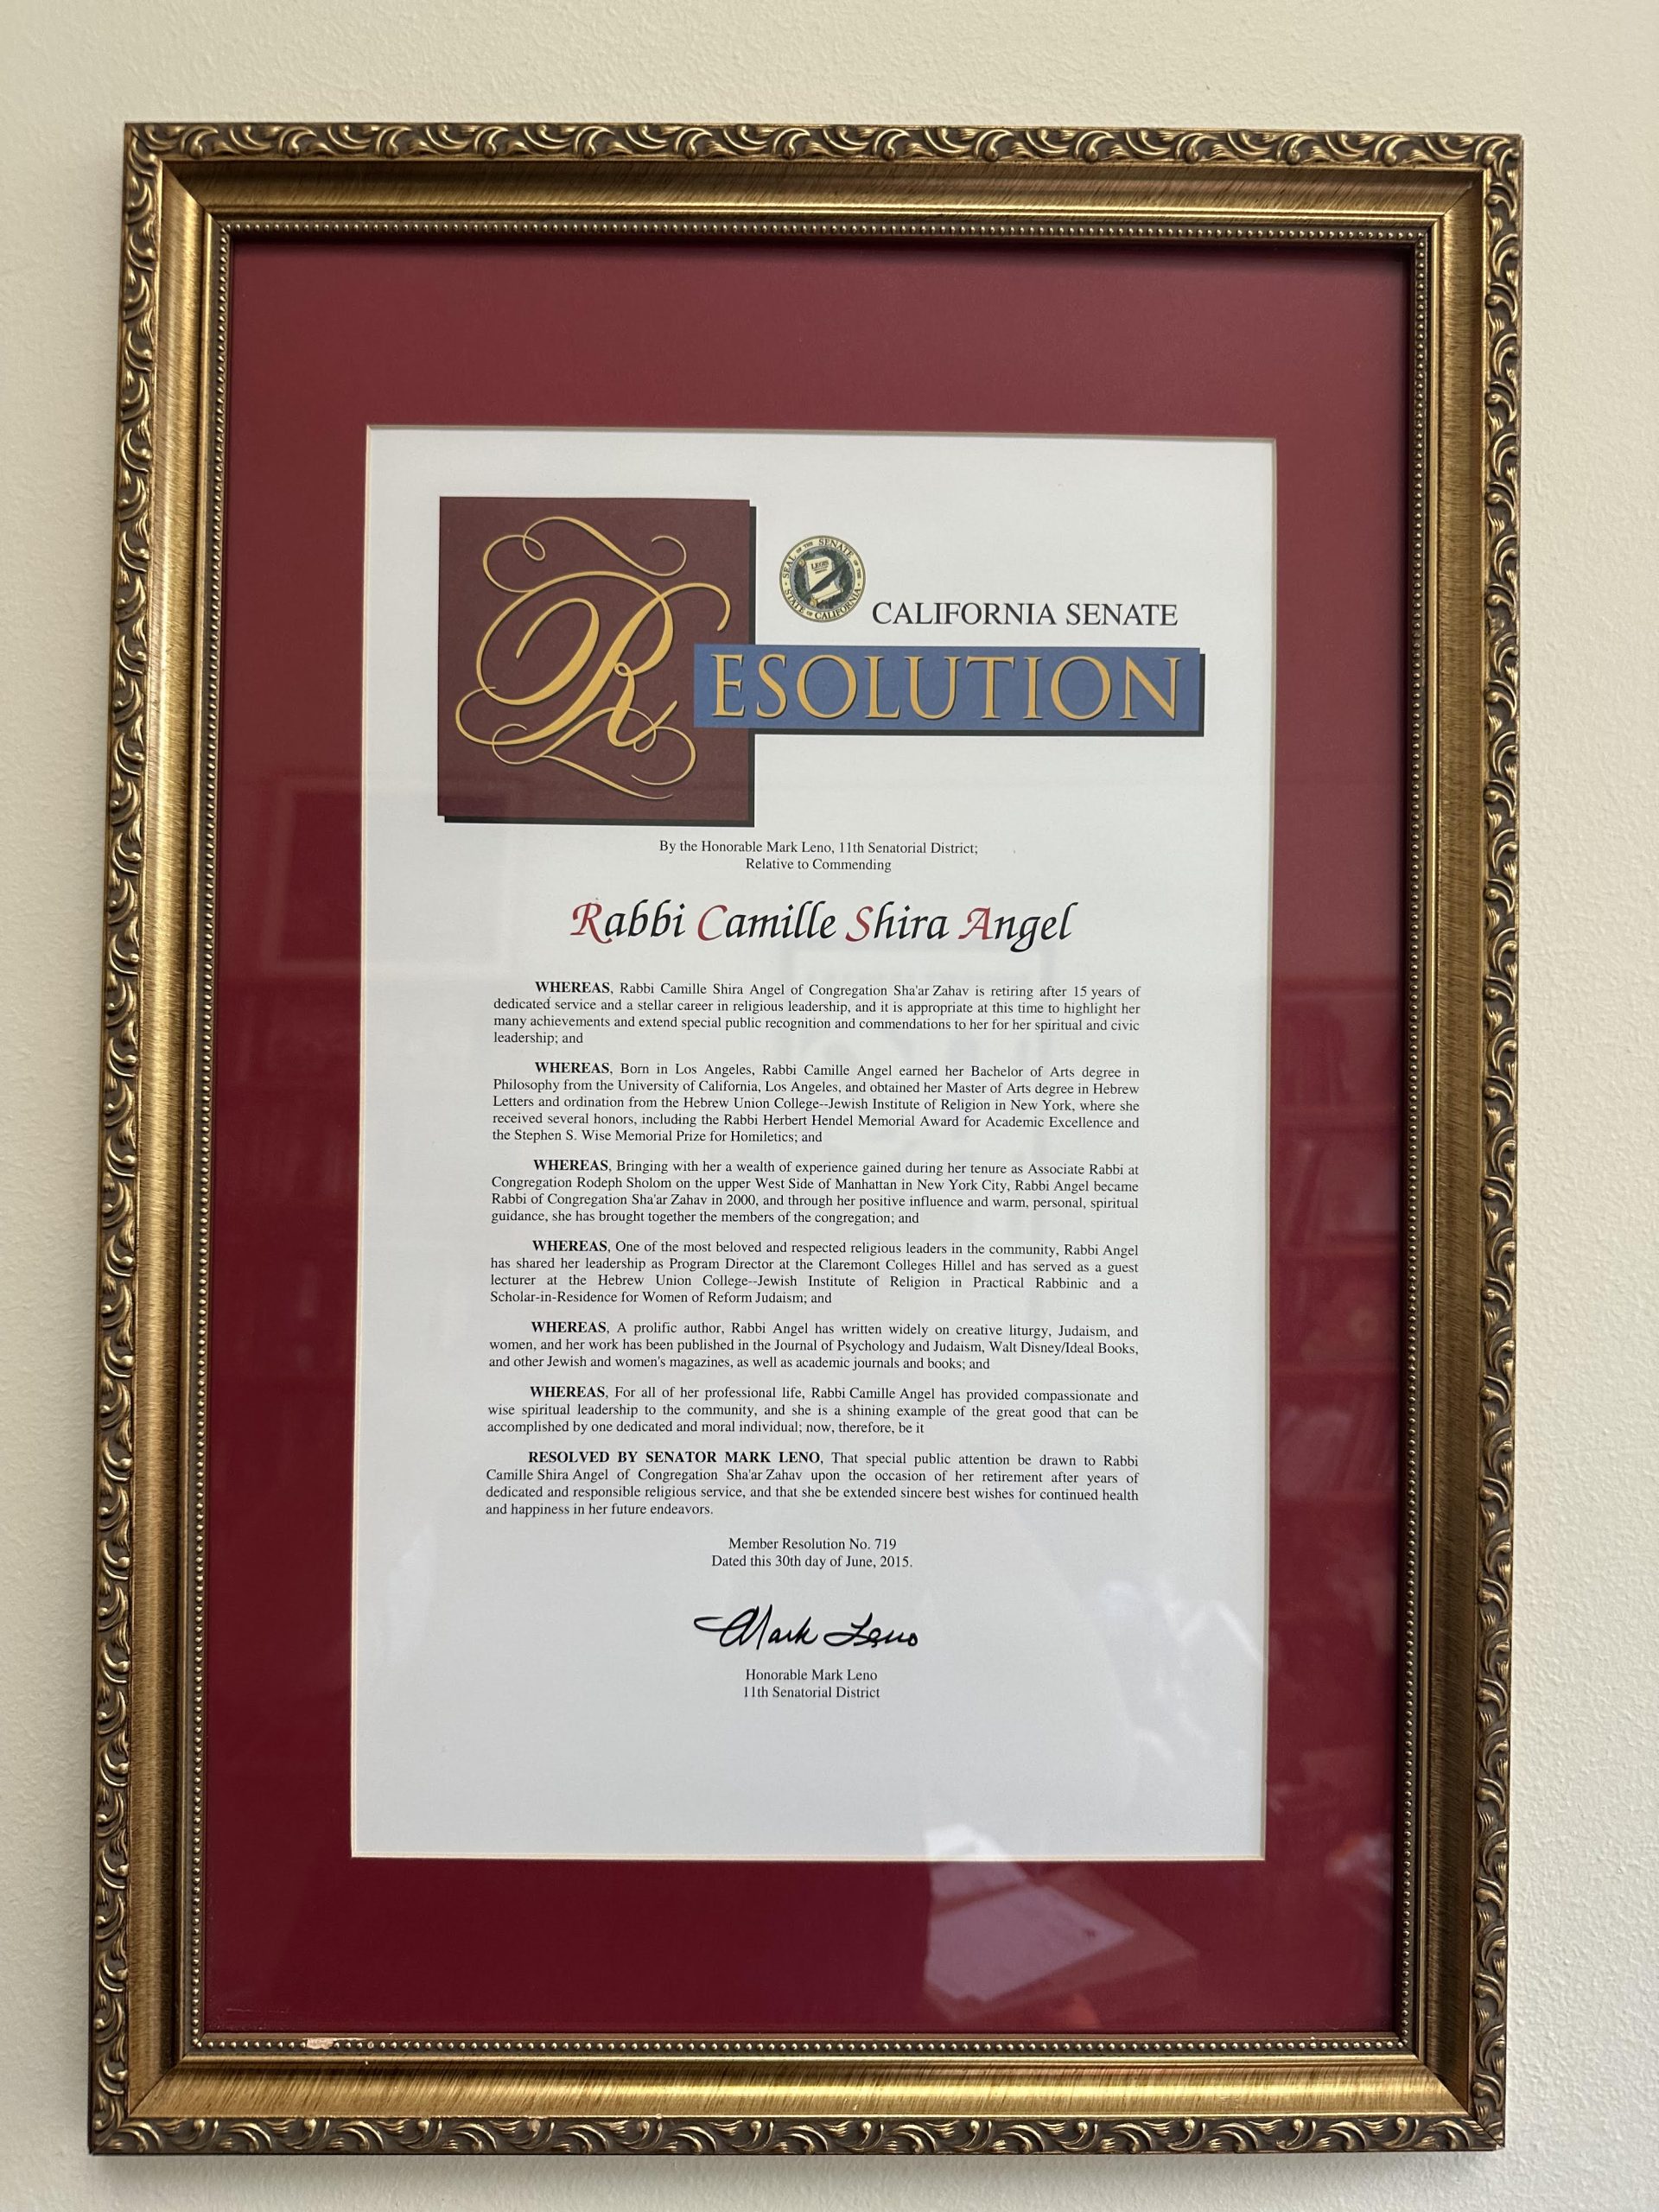 SEAL OF THE SENATE OF THE STATE OF CALIFORNIA
LEGIS
CALIFORNIA SENATE
RESOLUTION
By the Honorable Mark Leno, 11th Senatorial District;
Relative to Commending
Rabbi Camille Shira Angel
WHEREAS, Rabbi Camille Shira Angel of Congregation Sha'ar Zahav is retiring after 15 years of
dedicated service and a stellar career in religious leadership, and it is appropriate at this time to highlight her
many achievements and extend special public recognition and commendations to her for her spiritual and civic
leadership; and
WHEREAS, Born in Los Angeles, Rabbi Camille Angel earned her Bachelor of Arts degree in
Philosophy from the University of California, Los Angeles, and obtained her Master of Arts degree in Hebrew
Letters and ordination from the Hebrew Union College--Jewish Institute of Religion in New York, where she
received several honors, including the Rabbi Herbert Hendel Memorial Award for Academic Excellence and
the Stephen S. Wise Memorial Prize for Homiletics; and
WHEREAS, Bringing with her a wealth of experience gained during her tenure as Associate Rabbi at
Congregation Rodeph Sholom on the upper West Side of Manhattan in New York City, Rabbi Angel became
Rabbi of Congregation Sha'ar Zahav in 2000, and through her positive influence and warm, personal, spiritual
guidance, she has brought together the members of the congregation; and
WHEREAS, One of the most beloved and respected religious leaders in the community, Rabbi Angel
has shared her leadership as Program Director at the Claremont Colleges Hillel and has served as a guest
lecturer at the Hebrew Union College--Jewish Institute of Religion in Practical Rabbinic and a
Scholar-in-Residence for Women of Reform Judaism; and
WHEREAS, A prolific author, Rabbi Angel has written widely on creative liturgy, Judaism, and
women, and her work has been published in the Journal of Psychology and Judaism, Walt Disney/Ideal Books,
and other Jewish and women's magazines, as well as academic journals and books; and
WHEREAS, For all of her professional life, Rabbi Camille Angel has provided compassionate and
wise spiritual leadership to the community, and she is a shining example of the great good that can be
accomplished by one dedicated and moral individual; now, therefore, be it
RESOLVED BY SENATOR MARK LENO, That special public attention be drawn to Rabbi
Camille Shira Angel of Congregation Sha'ar Zahav upon the occasion of her retirement after years of
dedicated and responsible religious service, and that she be extended sincere best wishes for continued health
and happiness in her future endeavors.
Member Resolution No. 719
Dated this 30th day of June, 2015.
Mark Leno
Honorable Mark Leno
11th Senatorial District